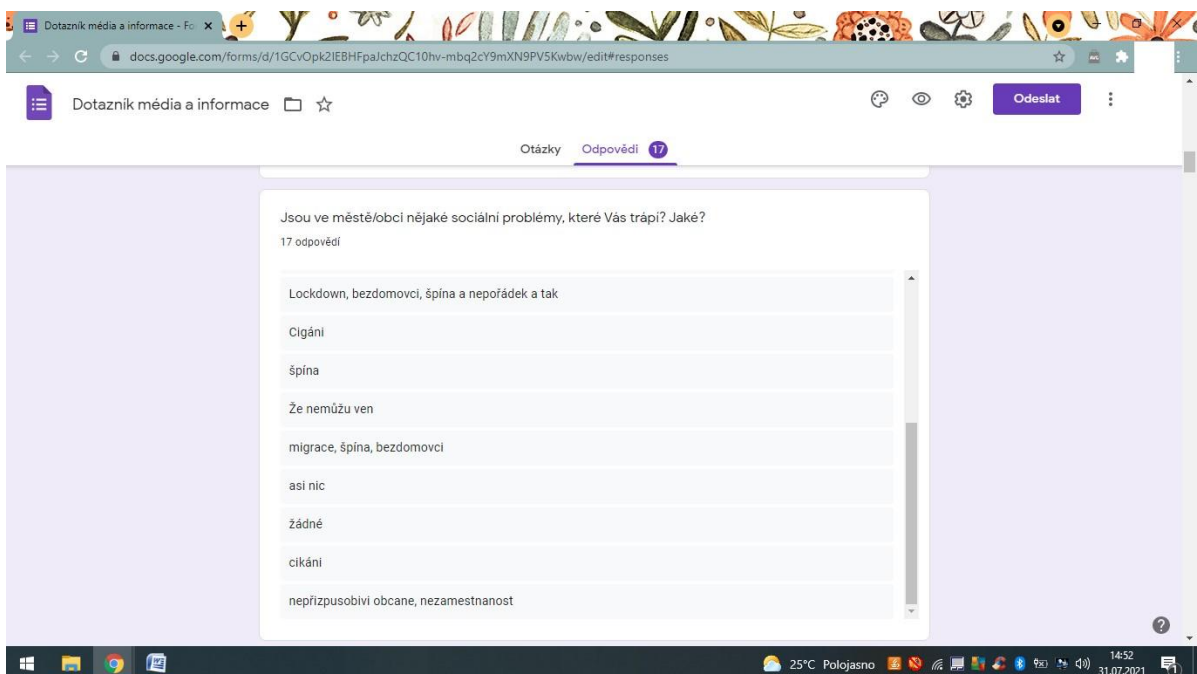 Dotazník média a informace - Fo
docs.google.com/forms/d/1GCvOpk2IEBHFpaJchzQC10hv-mbq2cY9mXN9PV5Kwbw/edit#responses
Dotazník média a informace
Odeslat
Otázky Odpovědi 17
Jsou ve městě/obci nějaké sociální problémy, které Vás trápí? Jaké?
17 odpovědí
Lockdown, bezdomovci, špína a nepořádek a tak
Cigáni
špína
Že nemůžu ven
migrace, špína, bezdomovci
asi nic
žádné
cikáni
nepřizpusobivi obcane, nezamestnanost
25°C Polojasno
14:52
31.07.2021